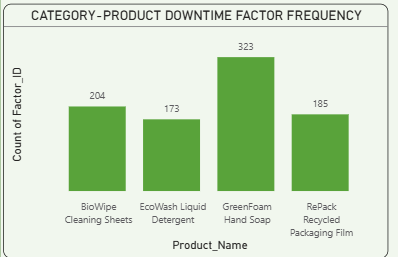 CATEGORY-PRODUCT DOWNTIME FACTOR FREQUENCY
Count of Factor_ID
204
173
323
185
BioWipe
Cleaning Sheets
EcoWash Liquid
Detergent
GreenFoam
Hand Soap
RePack
Recycled
Packaging Film
Product_Name